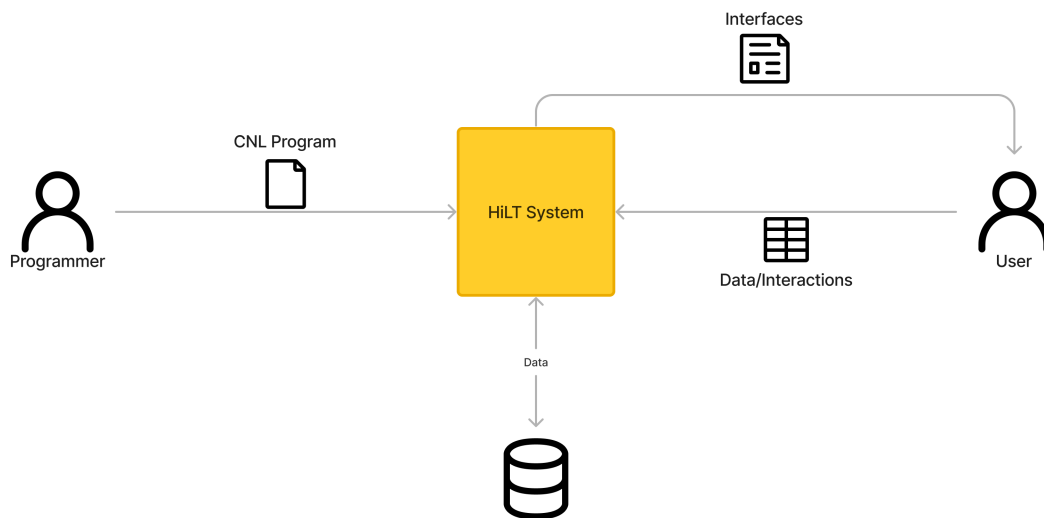 Interfaces
CNL Program
HiLT System
Programmer
User
Data/Interactions
Data